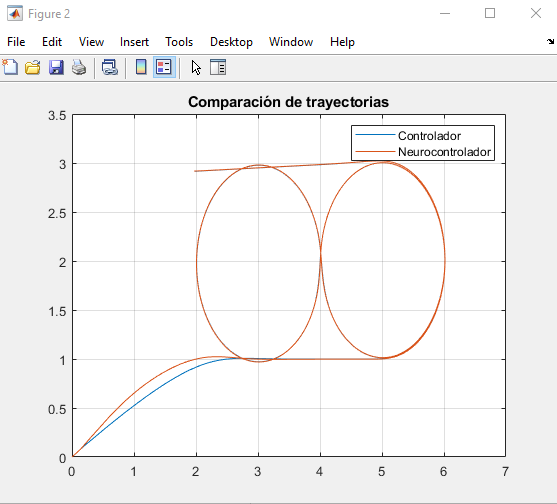 Figure 2
File Edit View Insert Tools Desktop Window Help
Comparación de trayectorias
Controlador
Neurocontrolador
3.5
3
2.5
2
1.5
1
0.5
0
0 1 2 3 4 5 6 7